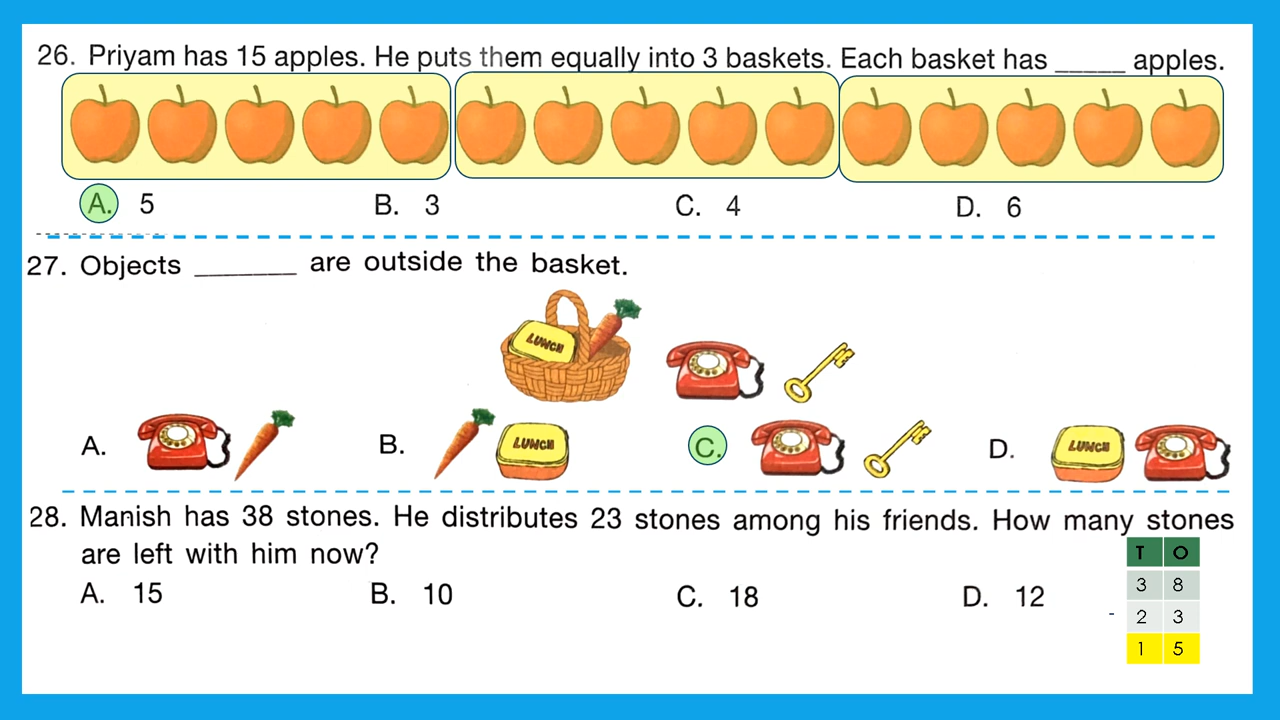 26. Priyam has 15 apples. He puts them equally into 3 baskets. Each basket has _____ apples.
A. 5 B. 3 C. 4 D. 6
27. Objects _______ are outside the basket.
LUNCH
A. B. LUNCH C. D. LUNCH
28. Manish has 38 stones. He distributes 23 stones among his friends. How many stones
are left with him now?
A. 15 B. 10 C. 18 D. 12
T O
3 8
- 2 3
1 5